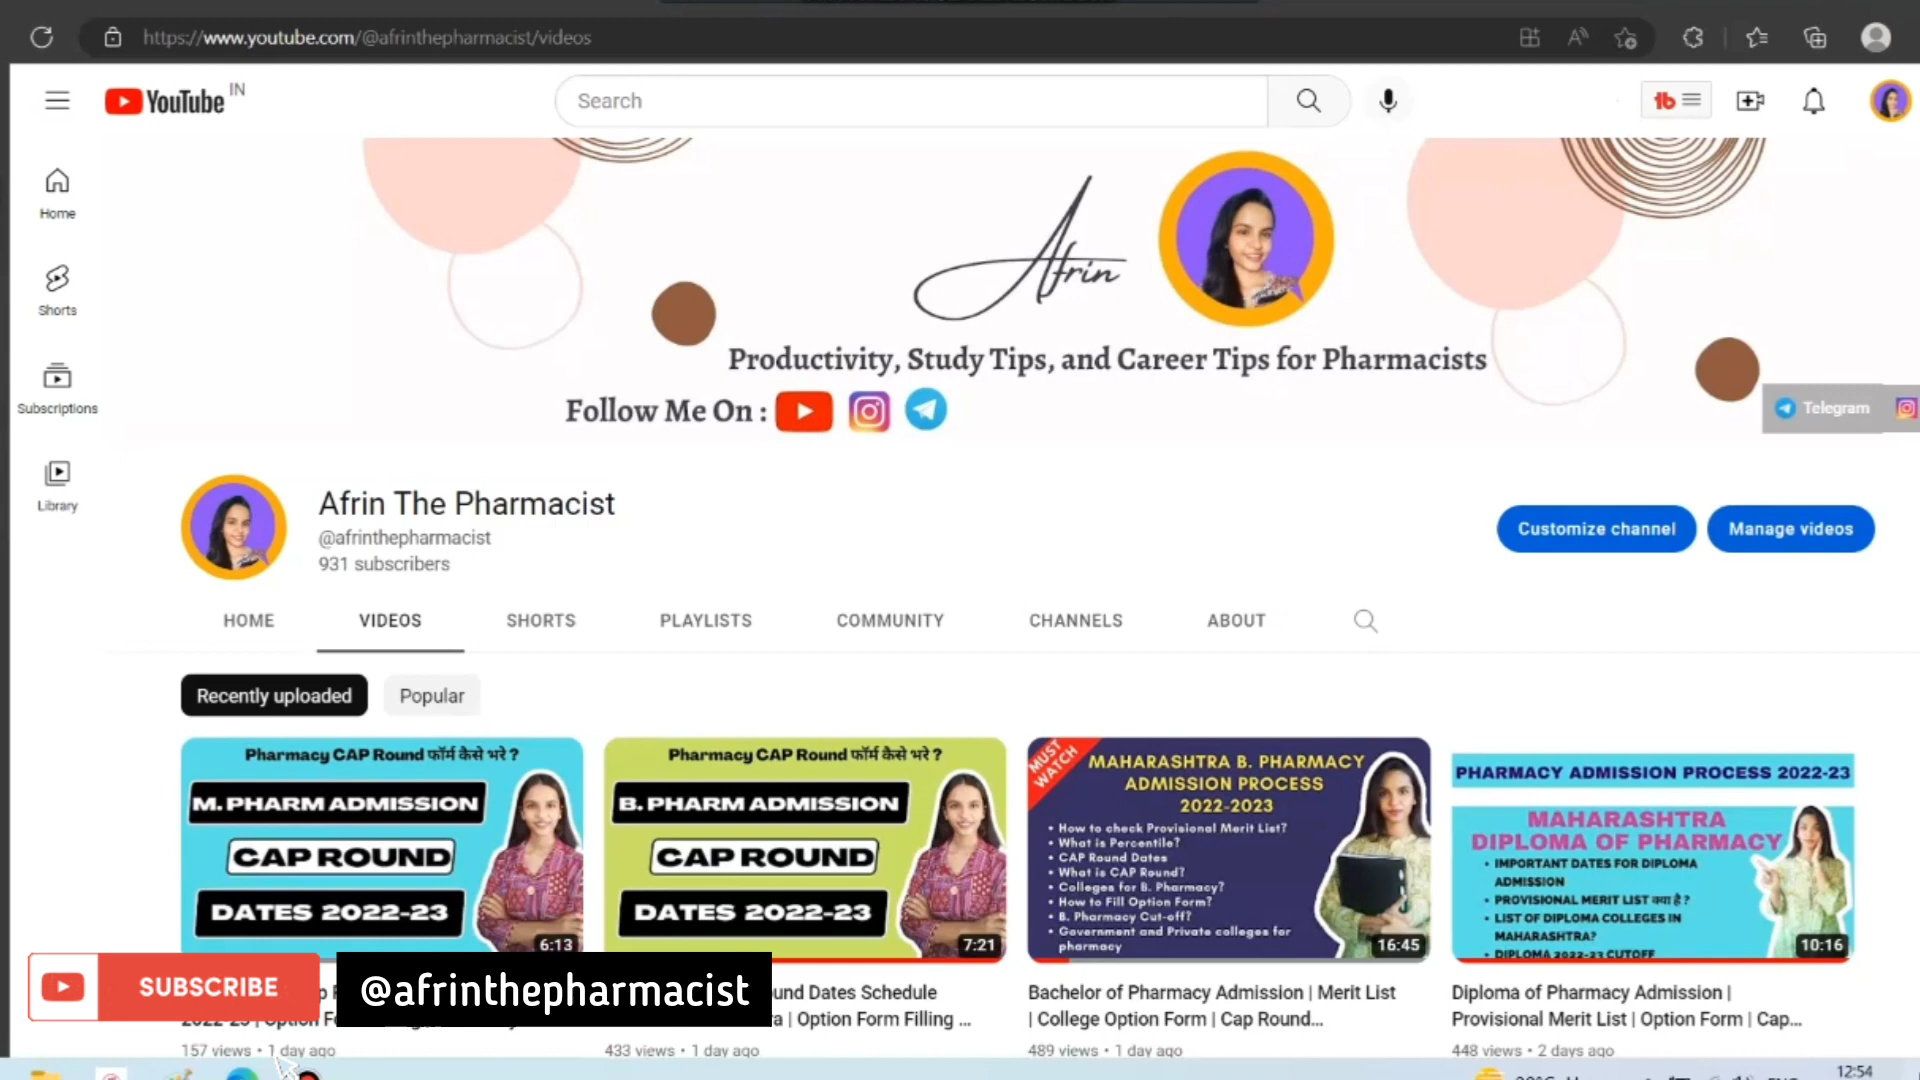 https://www.youtube.com/@afrinthepharmacist/videos
YouTube IN
Search
Home
Shorts
Subscriptions
Library
Afrin
Productivity, Study Tips, and Career Tips for Pharmacists
Follow Me On :
Telegram
Afrin The Pharmacist
@afrinthepharmacist
931 subscribers
Customize channel
Manage videos
HOME
VIDEOS
SHORTS
PLAYLISTS
COMMUNITY
CHANNELS
ABOUT
Recently uploaded
Popular
Pharmacy CAP Round फॉर्म कैसे भरे ?
M. PHARM ADMISSION
CAP ROUND
DATES 2022-23
6:13
Pharmacy CAP Round फॉर्म कैसे भरे ?
B. PHARM ADMISSION
CAP ROUND
DATES 2022-23
7:21
MUST WATCH
MAHARASHTRA B. PHARMACY
ADMISSION PROCESS
2022-2023
• How to check Provisional Merit List?
• What is Percentile?
• CAP Round Dates
• What is CAP Round?
• Colleges for B. Pharmacy?
• How to Fill Option Form?
• B. Pharmacy Cut-off?
• Government and Private colleges for
pharmacy
16:45
PHARMACY ADMISSION PROCESS 2022-23
MAHARASHTRA
DIPLOMA OF PHARMACY
• IMPORTANT DATES FOR DIPLOMA
ADMISSION
• PROVISIONAL MERIT LIST क्या है ?
• LIST OF DIPLOMA COLLEGES IN
MAHARASHTRA?
• DIPLOMA 2022-23 CUTOFF
10:16
SUBSCRIBE
@afrinthepharmacist
2022-23 | Option
157 views • 1 day ago
und Dates Schedule
a | Option Form Filling ...
433 views • 1 day ago
Bachelor of Pharmacy Admission | Merit List
| College Option Form | Cap Round...
489 views • 1 day ago
Diploma of Pharmacy Admission |
Provisional Merit List | Option Form | Cap...
448 views • 2 days ago
12:54